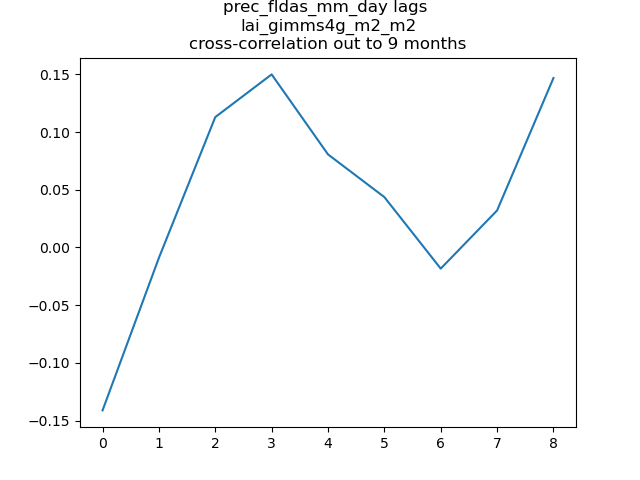 prec_fldas_mm_day lags
lai_gimms4g_m2_m2
cross-correlation out to 9 months
0.15
0.10
0.05
0.00
−0.05
−0.10
−0.15
0 1 2 3 4 5 6 7 8